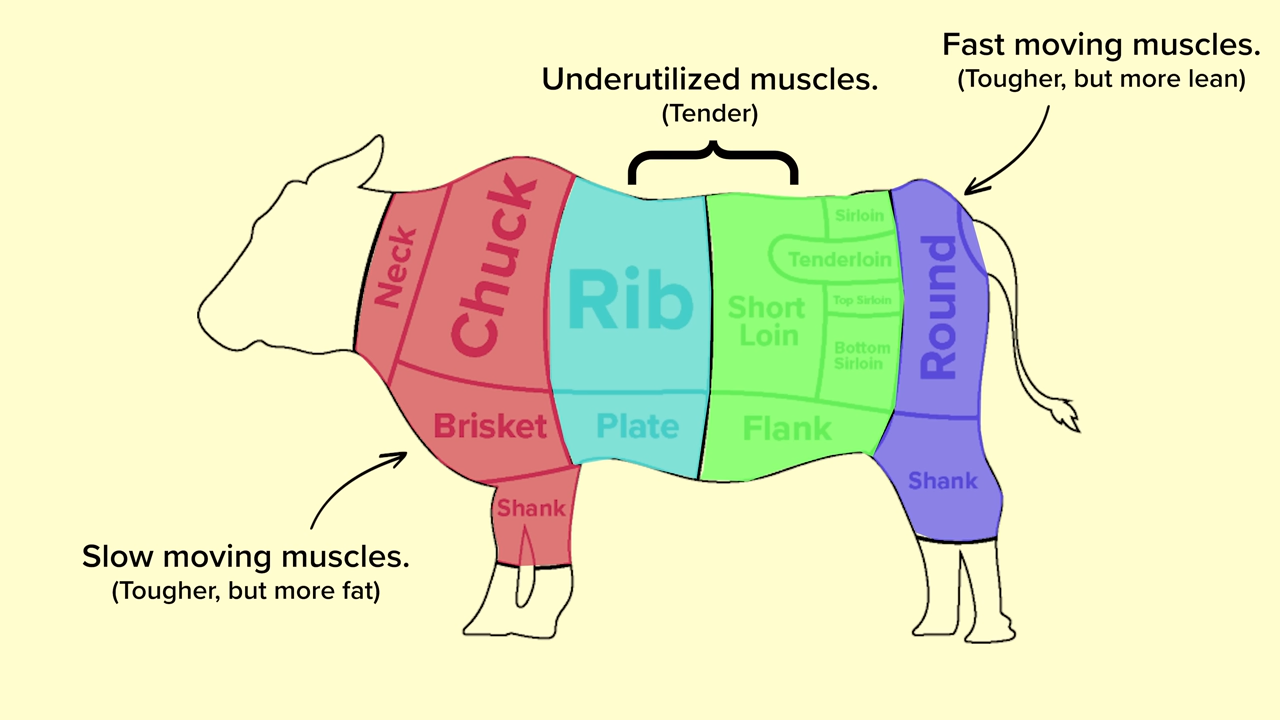 Fast moving muscles.
(Tougher, but more lean)
Underutilized muscles.
(Tender)
Neck
Chuck
Rib
Short
Loin
Sirloin
Tenderloin
Top Sirloin
Bottom
Sirloin
Round
Brisket
Plate
Flank
Shank
Shank
Slow moving muscles.
(Tougher, but more fat)